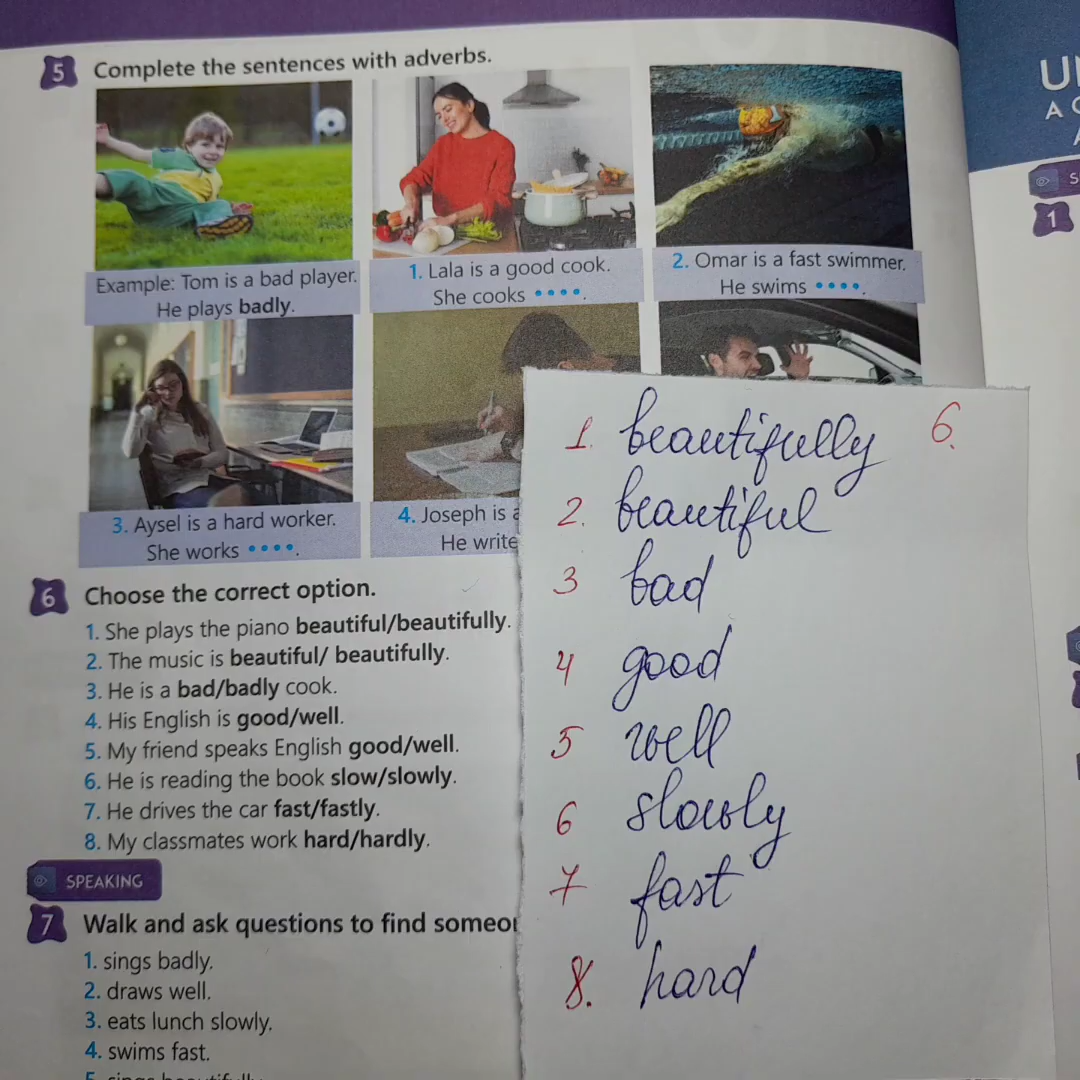 5 Complete the sentences with adverbs.
Example: Tom is a bad player.
He plays badly.
1. Lala is a good cook.
She cooks ••••.
2. Omar is a fast swimmer.
He swims ••••.
3. Aysel is a hard worker.
She works ••••.
4. Joseph is
He write
6 Choose the correct option.
1. She plays the piano beautiful/beautifully.
2. The music is beautiful/ beautifully.
3. He is a bad/badly cook.
4. His English is good/well.
5. My friend speaks English good/well.
6. He is reading the book slow/slowly.
7. He drives the car fast/fastly.
8. My classmates work hard/hardly.
SPEAKING
7 Walk and ask questions to find
1. sings badly.
2. draws well.
3. eats lunch slowly.
4. swims fast.
5. sings beautifully
6.
1. beautifully
2. beautiful
3 bad
4 good
5 well
6 slowly
7 fast
8. hard
1